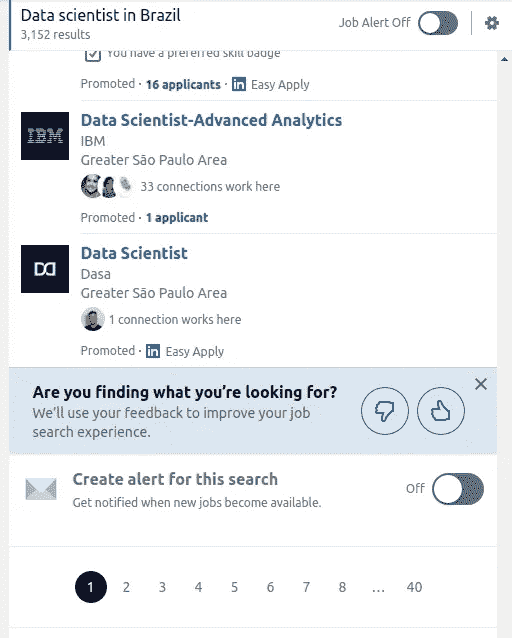 Data scientist in Brazil
Job Alert Off
3,152 results
You have a preferred skill badge
Promoted · 16 applicants · in Easy Apply
IBM
Data Scientist-Advanced Analytics
IBM
Greater São Paulo Area
33 connections work here
Promoted · 1 applicant
Data Scientist
Dasa
Greater São Paulo Area
1 connection works here
Promoted · in Easy Apply
Are you finding what you're looking for?
We'll use your feedback to improve your job
search experience.
Create alert for this search
Off
Get notified when new jobs become available.
1 2 3 4 5 6 7 8 … 40